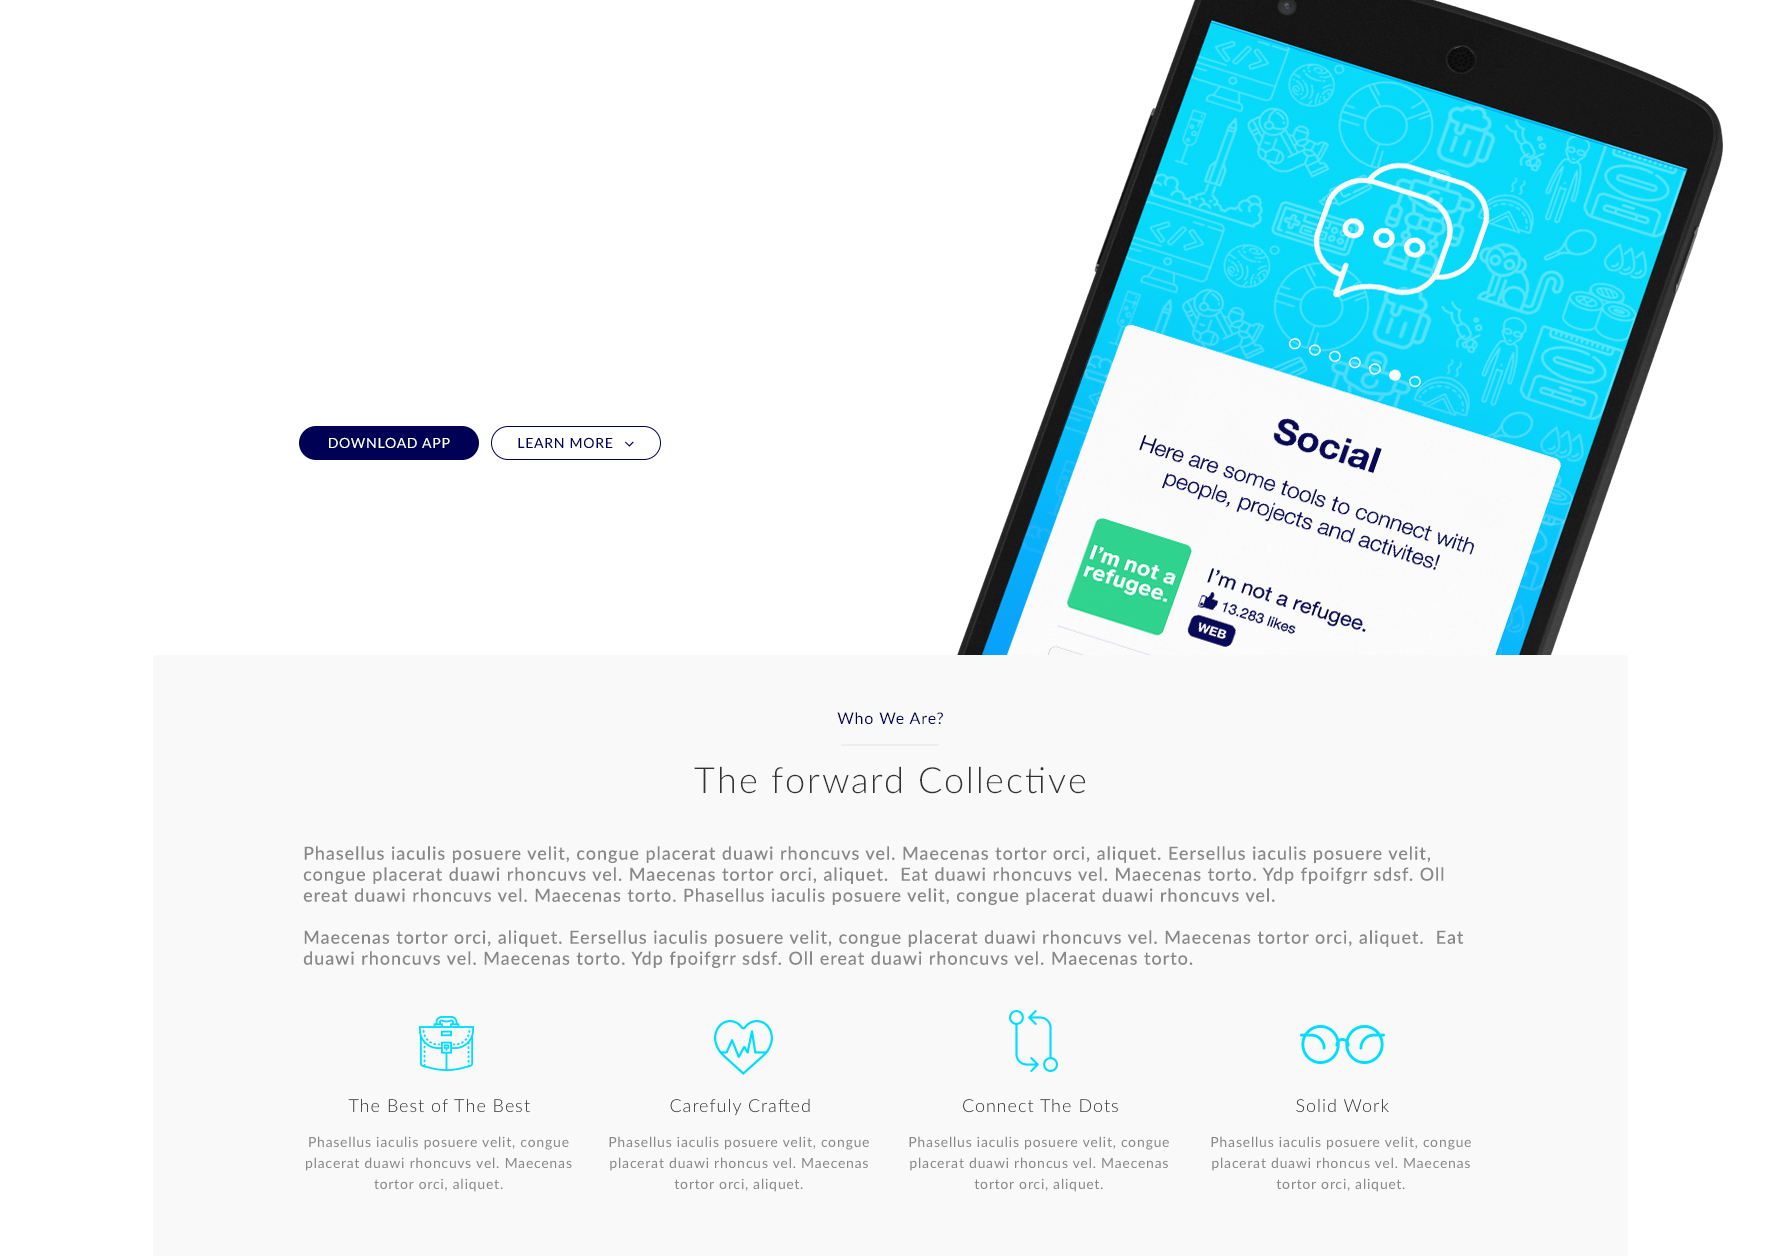 Social
Here are some tools to connect with
people, projects and activites!
I'm not a
refugee.
I'm not a refugee.
13.283 likes
WEB
DOWNLOAD APP
LEARN MORE
Who We Are?
The forward Collective
Phasellus iaculis posuere velit, congue placerat duawi rhoncuvs vel. Maecenas tortor orci, aliquet. Eersellus iaculis posuere velit,
congue placerat duawi rhoncuvs vel. Maecenas tortor orci, aliquet.  Eat duawi rhoncuvs vel. Maecenas torto. Ydp fpoifgrr sdsf. Oll
ereat duawi rhoncuvs vel. Maecenas torto. Phasellus iaculis posuere velit, congue placerat duawi rhoncuvs vel.
Maecenas tortor orci, aliquet. Eersellus iaculis posuere velit, congue placerat duawi rhoncuvs vel. Maecenas tortor orci, aliquet.  Eat
duawi rhoncuvs vel. Maecenas torto. Ydp fpoifgrr sdsf. Oll ereat duawi rhoncuvs vel. Maecenas torto.
The Best of The Best
Phasellus iaculis posuere velit, congue
placerat duawi rhoncuvs vel. Maecenas
tortor orci, aliquet.
Carefuly Crafted
Phasellus iaculis posuere velit, congue
placerat duawi rhoncus vel. Maecenas
tortor orci, aliquet.
Connect The Dots
Phasellus iaculis posuere velit, congue
placerat duawi rhoncus vel. Maecenas
tortor orci, aliquet.
Solid Work
Phasellus iaculis posuere velit, congue
placerat duawi rhoncus vel. Maecenas
tortor orci, aliquet.